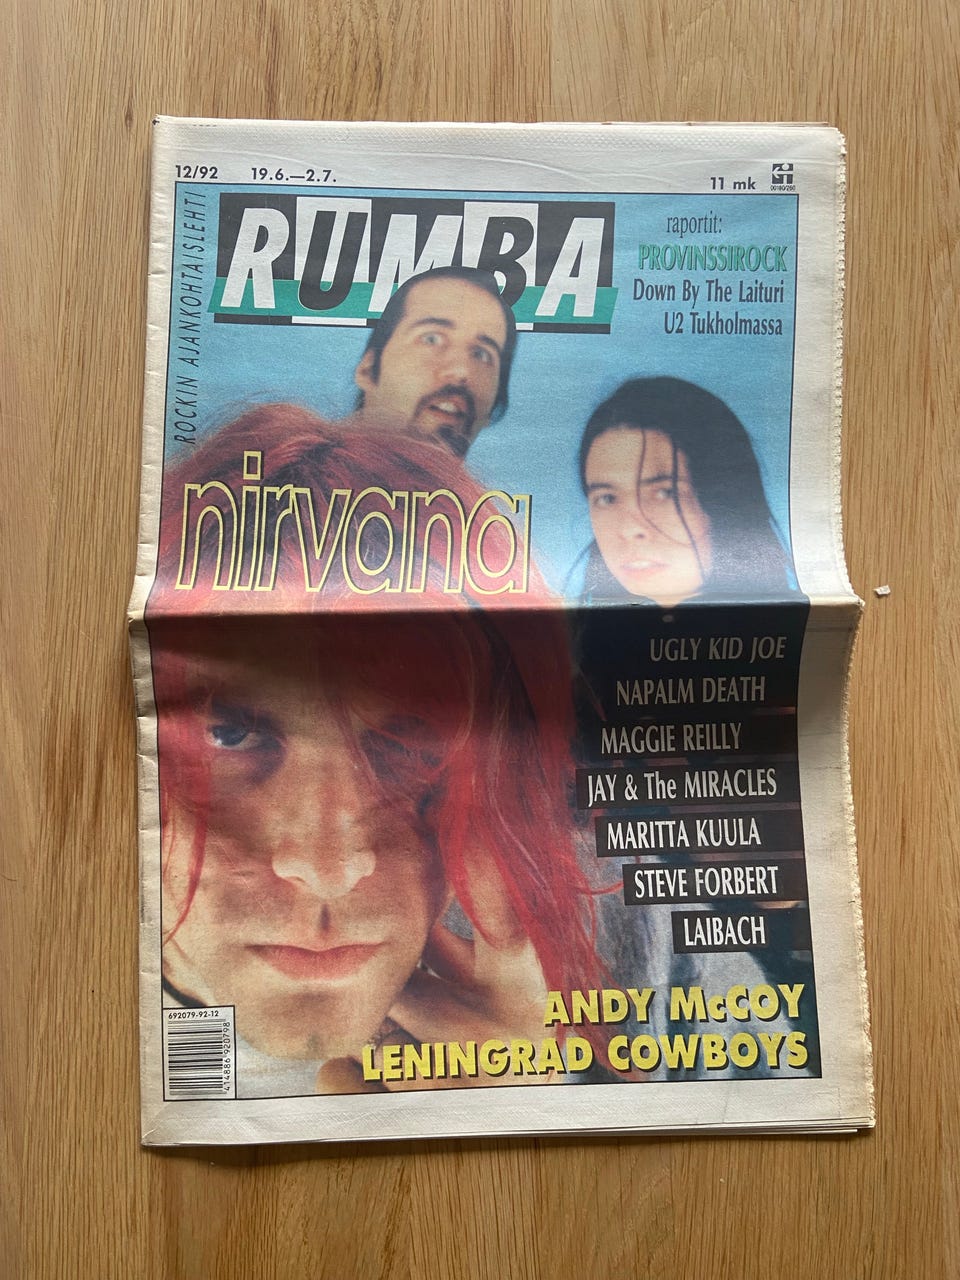 12/92 19.6.—2.7.
11 mk
ROCKIN AJANKOHTAISLEHTI
RUMBA
raportit:
PROVINSSIROCK
Down By The Laituri
U2 Tukholmassa
nirvana
UGLY KID JOE
NAPALM DEATH
MAGGIE REILLY
JAY & The MIRACLES
MARITTA KUULA
STEVE FORBERT
LAIBACH
ANDY McCOY
LENINGRAD COWBOYS
692079-92-12